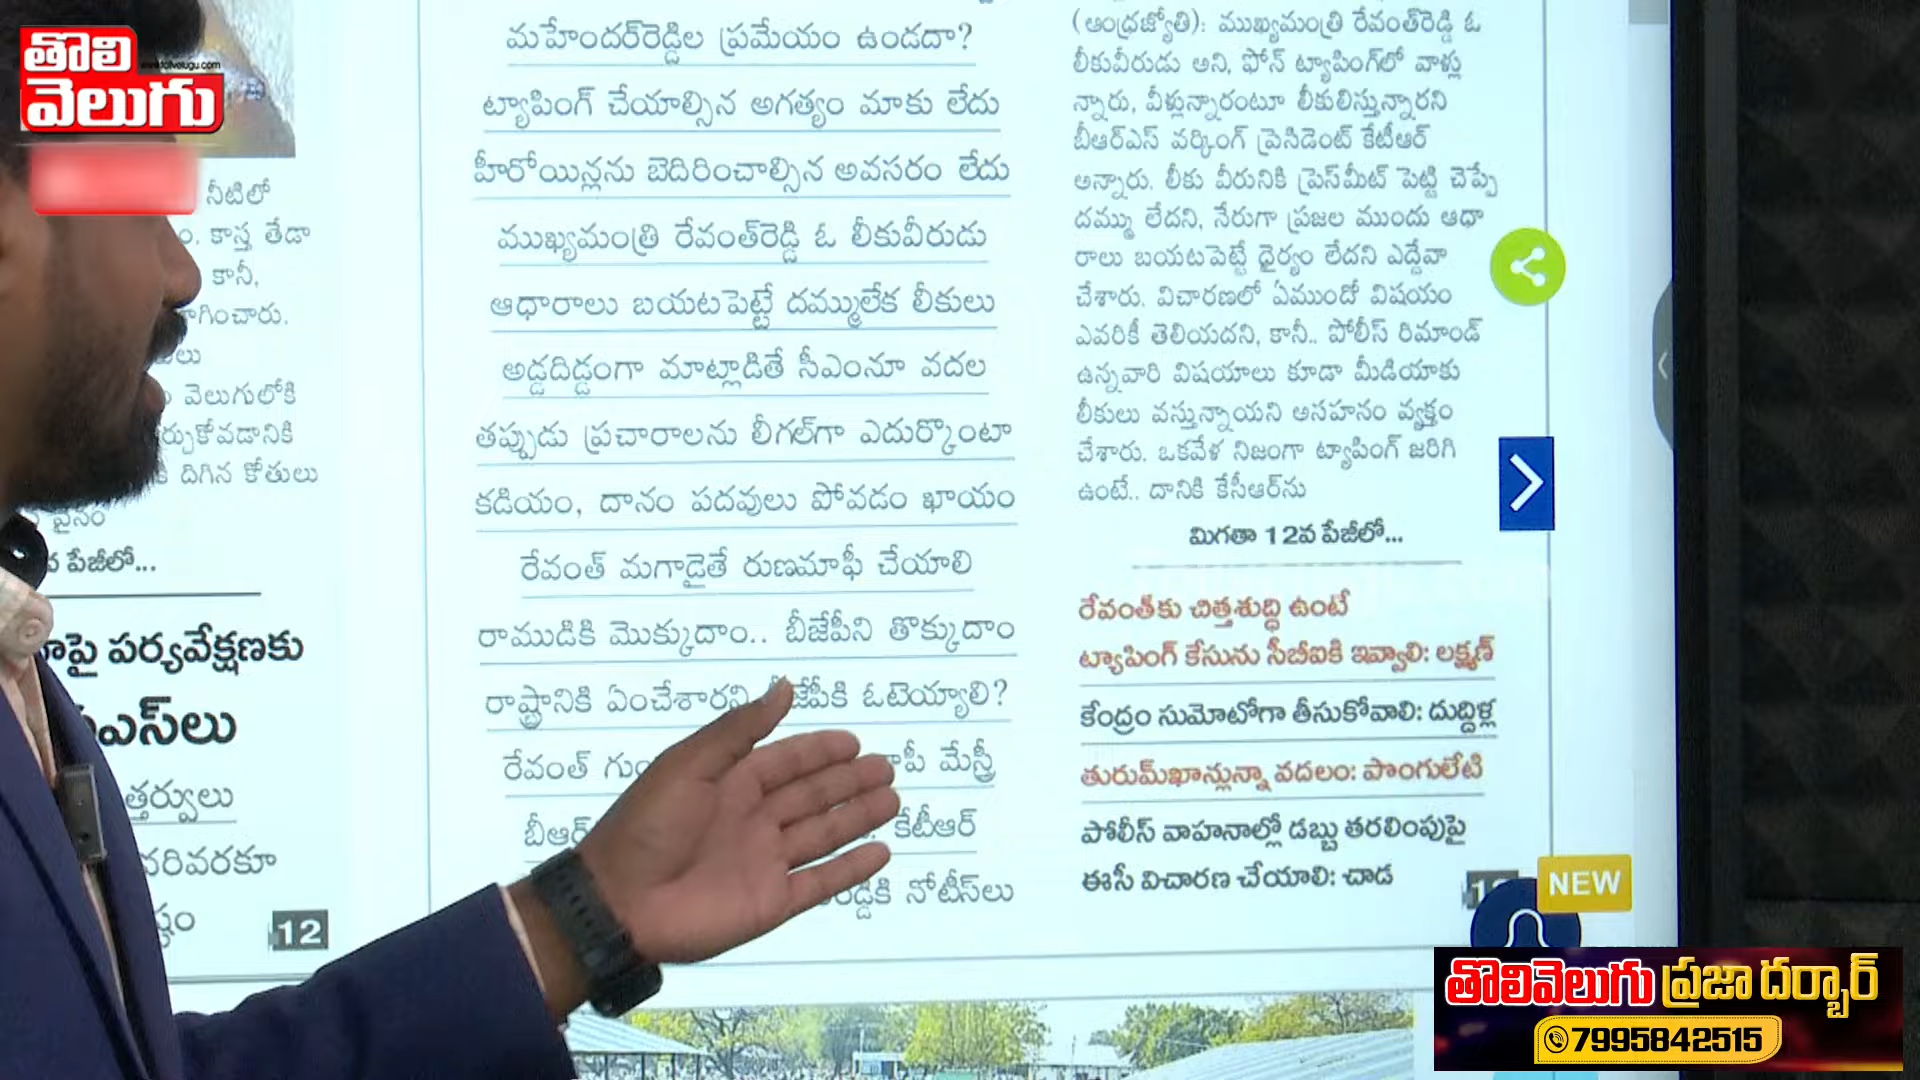 తొలి
www.tolivelugu.com
వెలుగు
నీటిలో
కాస్త తేడా
కానీ,
వెలుగులోకి
దిగిన కోతులు
పైనం
పేజీలో...
పర్యవేక్షణకు
12
మహేందర్‌రెడ్డిల ప్రమేయం ఉండదా?
ట్యాపింగ్ చేయాల్సిన అగత్యం మాకు లేదు
హీరోయిన్లను బెదిరించాల్సిన అవసరం లేదు
ముఖ్యమంత్రి రేవంత్‌రెడ్డి ఓ లీకువీరుడు
ఆధారాలు బయటపెట్టే దమ్ములేక లీకులు
అడ్డదిడ్డంగా మాట్లాడితే సీఎంనూ వదల
తప్పుడు ప్రచారాలను లీగల్‌గా ఎదుర్కొంటా
కడియం, దానం పదవులు పోవడం ఖాయం
రేవంత్ మగాడైతే రుణమాఫీ చేయాలి
రాముడికి మొక్కుదాం.. బీజేపీని తొక్కుదాం
రాష్ట్రానికి ఏంచేశారని బీజేపీకి ఓటెయ్యాలి?
రేవంత్ మేస్త్రీ
కేటీఆర్
నోటీస్‌లు
(ఆంధ్రజ్యోతి): ముఖ్యమంత్రి రేవంత్‌రెడ్డి ఓ
లీకువీరుడు అని, ఫోన్ ట్యాపింగ్‌లో వాళ్లు
న్నారు, వీళ్లున్నారంటూ లీకులిస్తున్నారని
బీఆర్ఎస్ వర్కింగ్ ప్రెసిడెంట్ కేటీఆర్
అన్నారు. లీకు వీరునికి ప్రెస్‌మీట్ పెట్టి చెప్పే
దమ్ము లేదని, నేరుగా ప్రజల ముందు ఆధా
రాలు బయటపెట్టే ధైర్యం లేదని ఎద్దేవా
చేశారు. విచారణలో ఏముందో విషయం
ఎవరికీ తెలియదని, కానీ.. పోలీస్ రిమాండ్
ఉన్నవారి విషయాలు కూడా మీడియాకు
లీకులు వస్తున్నాయని అసహనం వ్యక్తం
చేశారు. ఒకవేళ నిజంగా ట్యాపింగ్ జరిగి
ఉంటే.. దానికి కేసీఆర్‌ను
మిగతా 12వ పేజీలో...
రేవంత్‌కు చిత్తశుద్ధి ఉంటే
ట్యాపింగ్ కేసును సీబీఐకి ఇవ్వాలి: లక్ష్మణ్
కేంద్రం సుమోటోగా తీసుకోవాలి: దుద్దిళ్ల
తురుమ్‌ఖాన్లున్నా వదలం: పొంగులేటి
పోలీస్ వాహనాల్లో డబ్బు తరలింపుపై
ఈసీ విచారణ చేయాలి: చాడ
NEW
తొలివెలుగు ప్రజా దర్బార్
7995842515